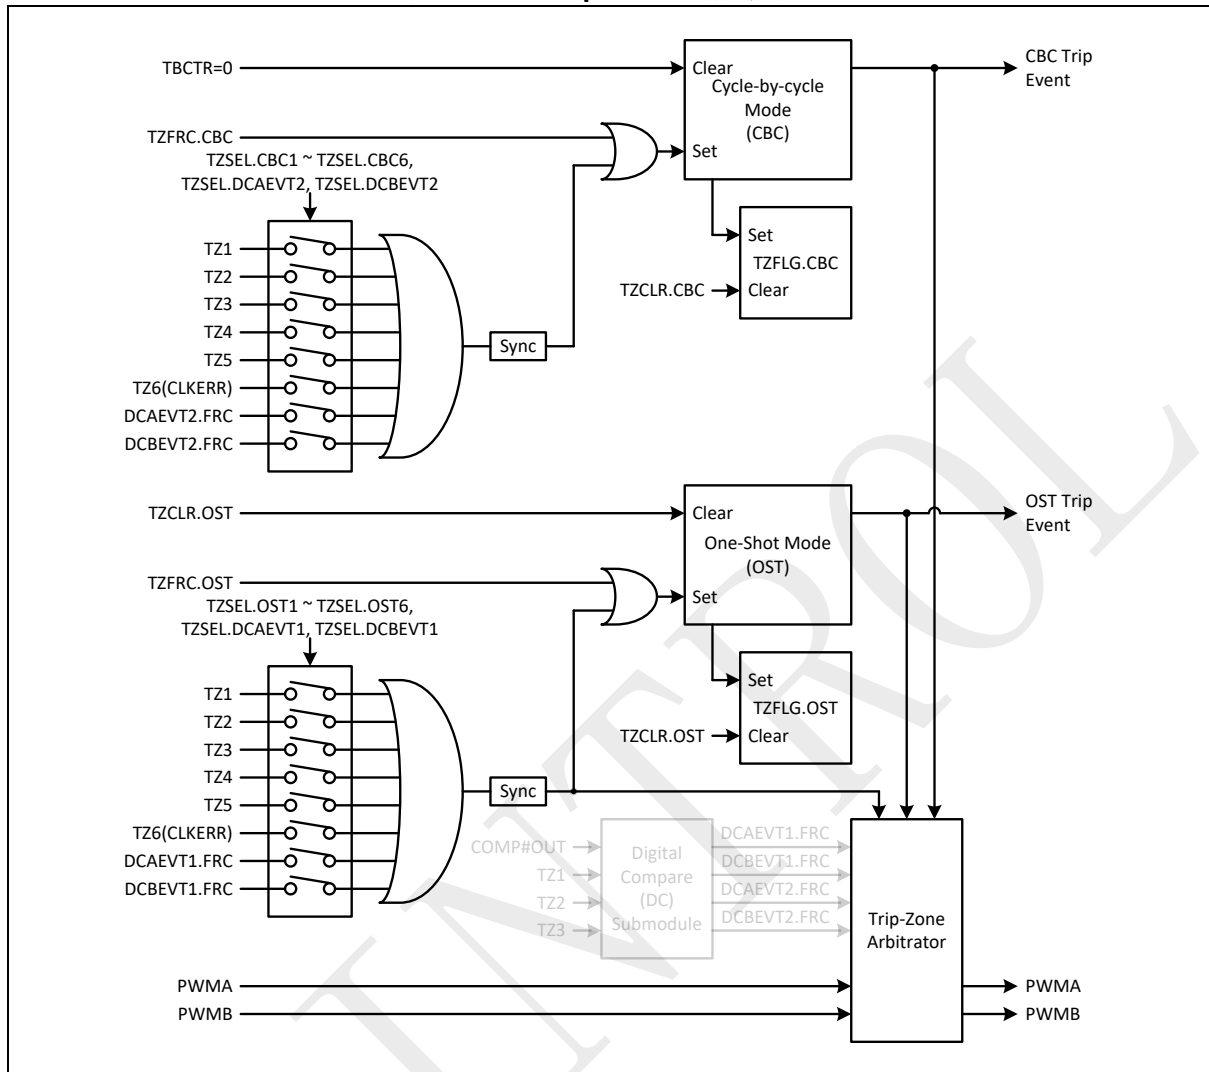 TBCTR=0
Clear
Cycle-by-cycle
Mode
(CBC)
Set
CBC Trip
Event
TZFRC.CBC
TZSEL.CBC1 ~ TZSEL.CBC6,
TZSEL.DCAEVT2, TZSEL.DCBEVT2
Set
TZFLG.CBC
Clear
TZCLR.CBC
TZ1
TZ2
TZ3
TZ4
TZ5
TZ6(CLKERR)
DCAEVT2.FRC
DCBEVT2.FRC
Sync
TZCLR.OST
Clear
One-Shot Mode
(OST)
Set
OST Trip
Event
TZFRC.OST
TZSEL.OST1 ~ TZSEL.OST6,
TZSEL.DCAEVT1, TZSEL.DCBEVT1
Set
TZFLG.OST
Clear
TZCLR.OST
TZ1
TZ2
TZ3
TZ4
TZ5
TZ6(CLKERR)
DCAEVT1.FRC
DCBEVT1.FRC
Sync
COMP#OUT
TZ1
TZ2
TZ3
Digital
Compare
(DC)
Submodule
DCAEVT1.FRC
DCBEVT1.FRC
DCAEVT2.FRC
DCBEVT2.FRC
Trip-Zone
Arbitrator
PWMA
PWMB
PWMA
PWMB
INTROL